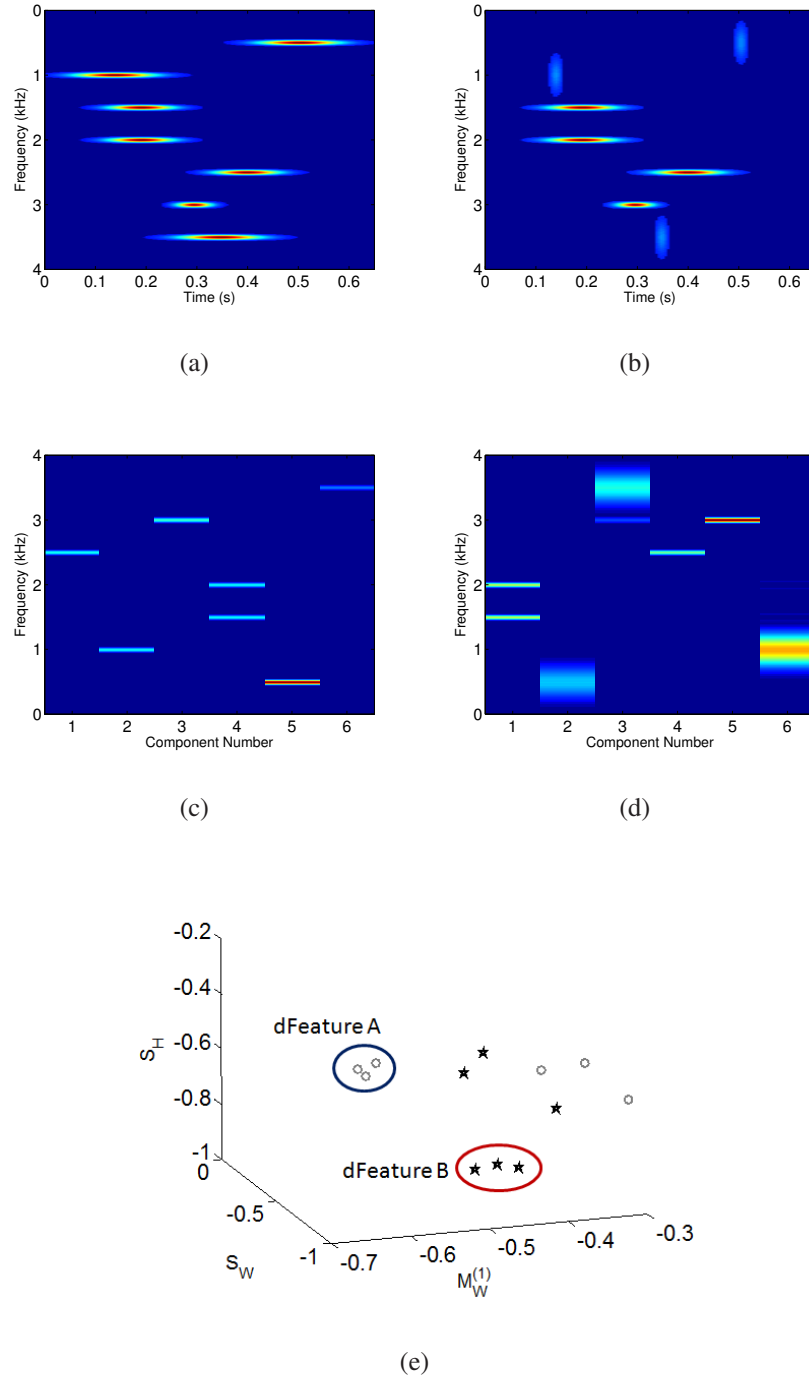 0
1
2
3
4
Frequency (kHz)
0 0.1 0.2 0.3 0.4 0.5 0.6
Time (s)
(a)
0
1
2
3
4
Frequency (kHz)
0 0.1 0.2 0.3 0.4 0.5 0.6
Time (s)
(b)
4
3
2
1
0
Frequency (kHz)
1 2 3 4 5 6
Component Number
(c)
4
3
2
1
0
Frequency (kHz)
1 2 3 4 5 6
Component Number
(d)
-0.2
-0.4
-0.6
-0.8
-1
S_H
dFeature A
dFeature B
0
-0.5
-1
S_W
-0.7 -0.6 -0.5 -0.4 -0.3
M_W^(1)
(e)